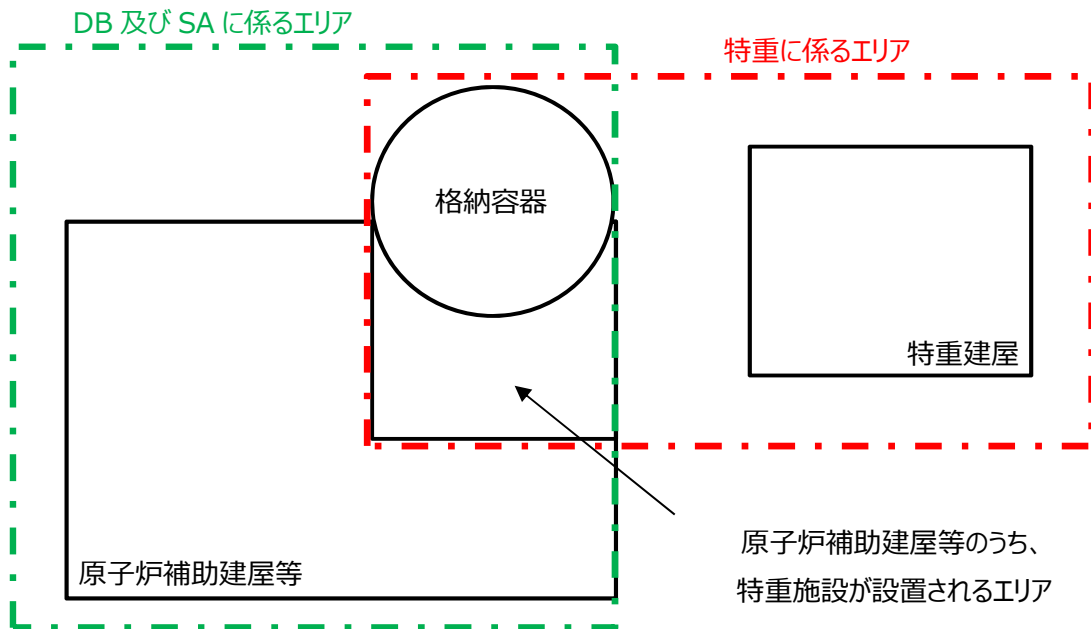 DB 及び SA に係るエリア
特重に係るエリア
格納容器
特重建屋
原子炉補助建屋等
原子炉補助建屋等のうち、
特重施設が設置されるエリア